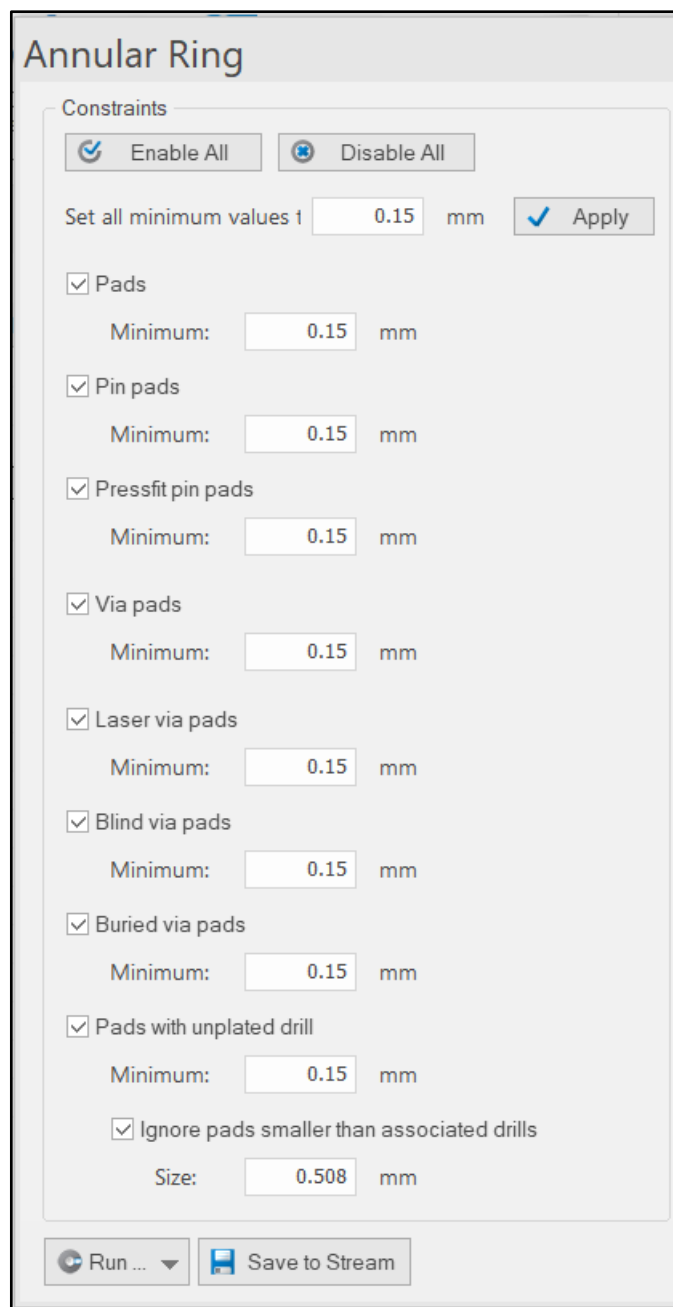 Annular Ring
Constraints
Enable All Disable All
Set all minimum values t 0.15 mm Apply
Pads
Minimum: 0.15 mm
Pin pads
Minimum: 0.15 mm
Pressfit pin pads
Minimum: 0.15 mm
Via pads
Minimum: 0.15 mm
Laser via pads
Minimum: 0.15 mm
Blind via pads
Minimum: 0.15 mm
Buried via pads
Minimum: 0.15 mm
Pads with unplated drill
Minimum: 0.15 mm
Ignore pads smaller than associated drills
Size: 0.508 mm
Run ... Save to Stream